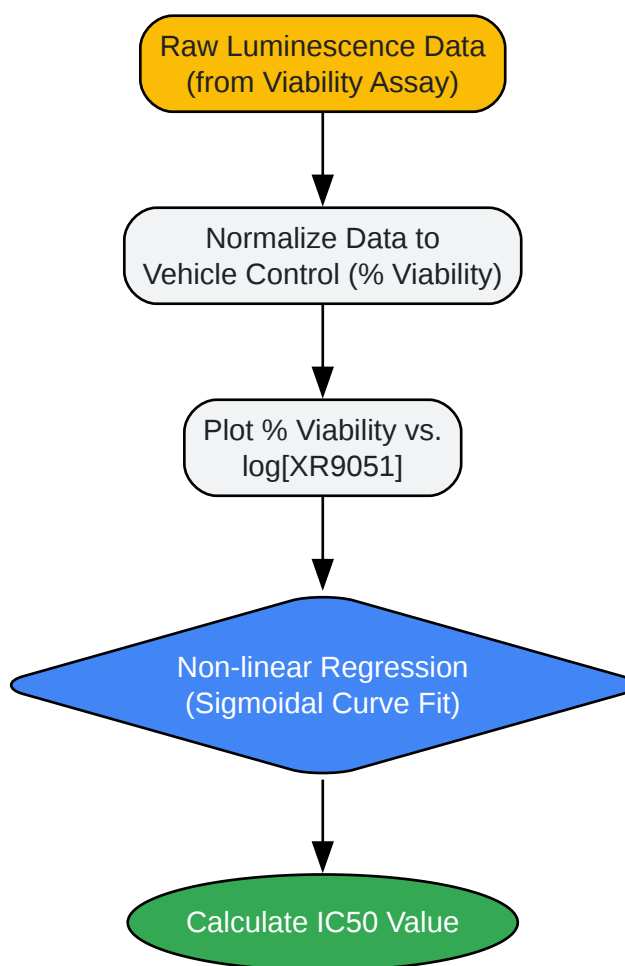 Raw Luminescence Data
(from Viability Assay)
Normalize Data to
Vehicle Control (% Viability)
Plot % Viability vs.
log[XR9051]
Non-linear Regression
(Sigmoidal Curve Fit)
Calculate IC50 Value